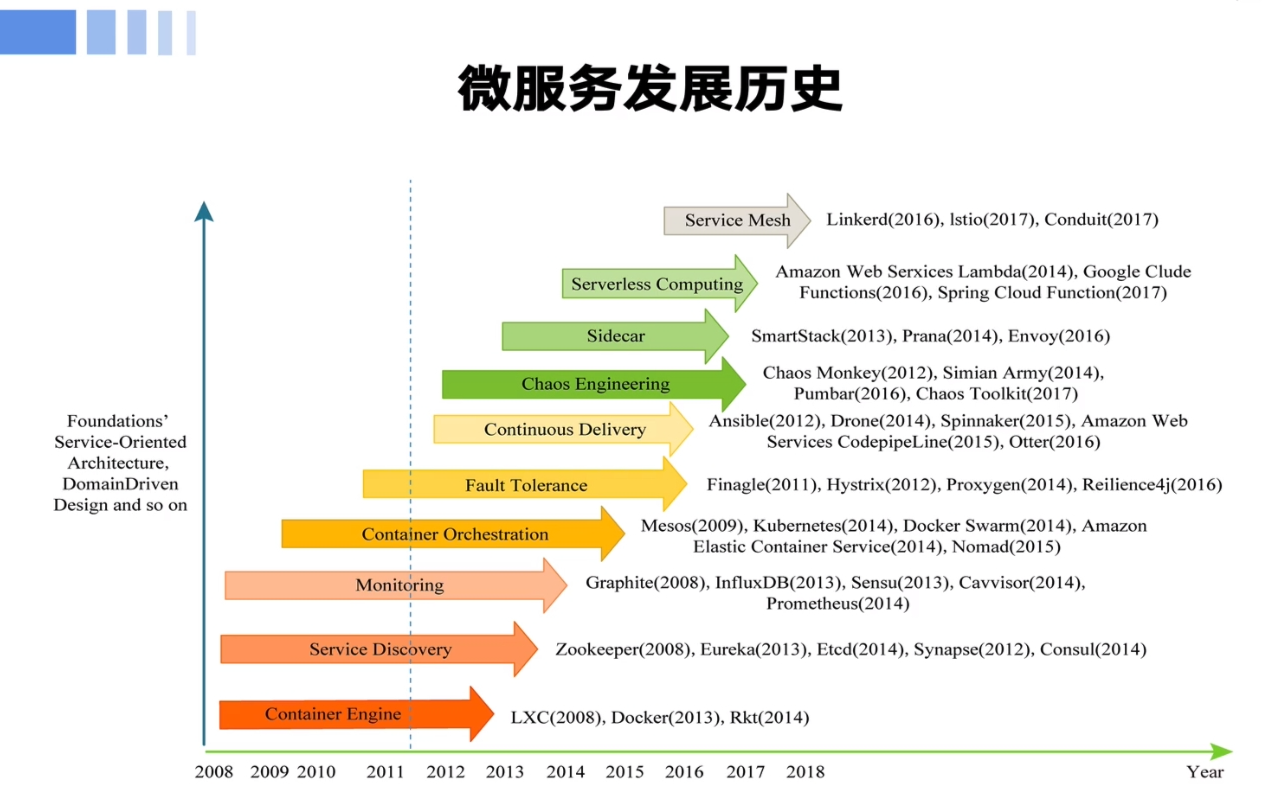 微服务发展历史
Service Mesh
Linkerd(2016), lstio(2017), Conduit(2017)
Serverless Computing
Amazon Web Serxices Lambda(2014), Google Clude
Functions(2016), Spring Cloud Function(2017)
Sidecar
SmartStack(2013), Prana(2014), Envoy(2016)
Chaos Engineering
Chaos Monkey(2012), Simian Army(2014),
Pumbar(2016), Chaos Toolkit(2017)
Continuous Delivery
Ansible(2012), Drone(2014), Spinnaker(2015), Amazon Web
Services CodepipeLine(2015), Otter(2016)
Foundations’
Service-Oriented
Architecture,
DomainDriven
Design and so on
Fault Tolerance
Finagle(2011), Hystrix(2012), Proxygen(2014), Reilience4j(2016)
Container Orchestration
Mesos(2009), Kubernetes(2014), Docker Swarm(2014), Amazon
Elastic Container Service(2014), Nomad(2015)
Monitoring
Graphite(2008), InfluxDB(2013), Sensu(2013), Cavvisor(2014),
Prometheus(2014)
Service Discovery
Zookeeper(2008), Eureka(2013), Etcd(2014), Synapse(2012), Consul(2014)
Container Engine
LXC(2008), Docker(2013), Rkt(2014)
2008 2009 2010 2011 2012 2013 2014 2015 2016 2017 2018 Year